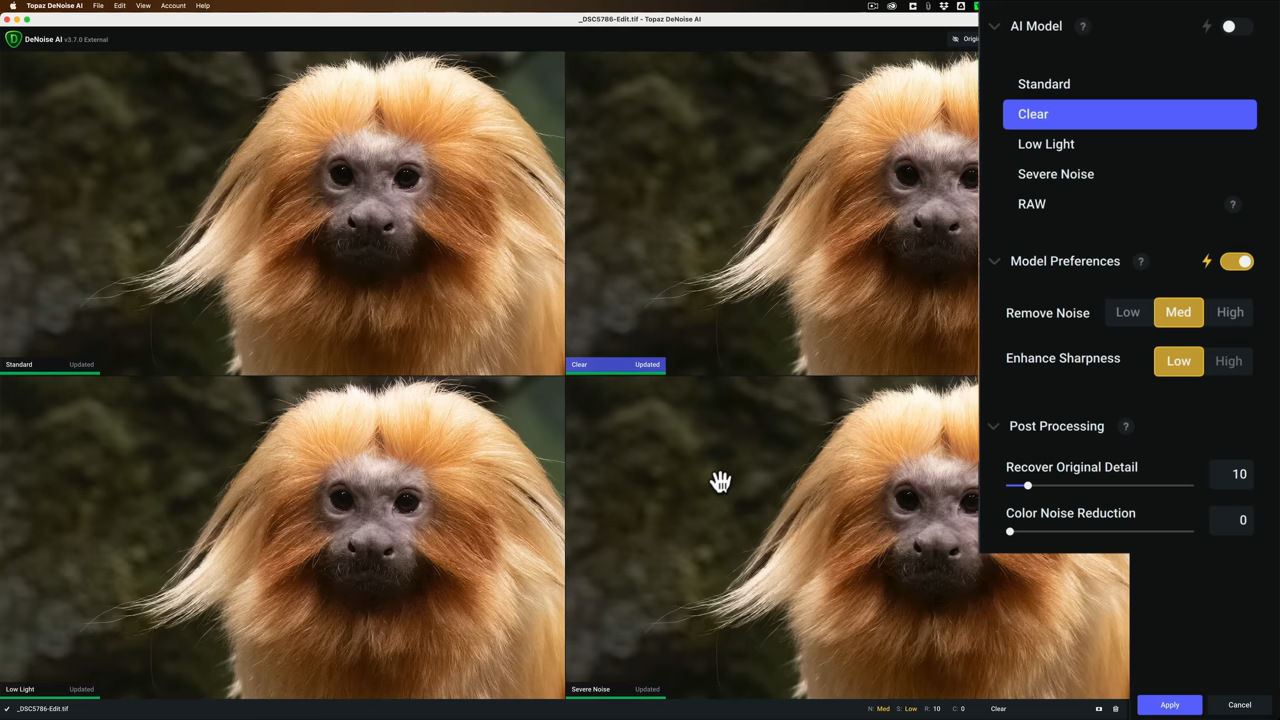 Topaz DeNoise AI File Edit View Account Help
_DSC5786-Edit.tif - Topaz DeNoise AI
DeNoise AI v3.7.0 External
Origi
AI Model ?
Standard
Clear
Low Light
Severe Noise
RAW ?
Model Preferences ?
Remove Noise Low Med High
Enhance Sharpness Low High
Standard Updated
Clear Updated
Post Processing ?
Recover Original Detail 10
Color Noise Reduction 0
Low Light Updated
Severe Noise Updated
_DSC5786-Edit.tif N: Med S: Low R: 10 C: 0 Clear
Apply Cancel